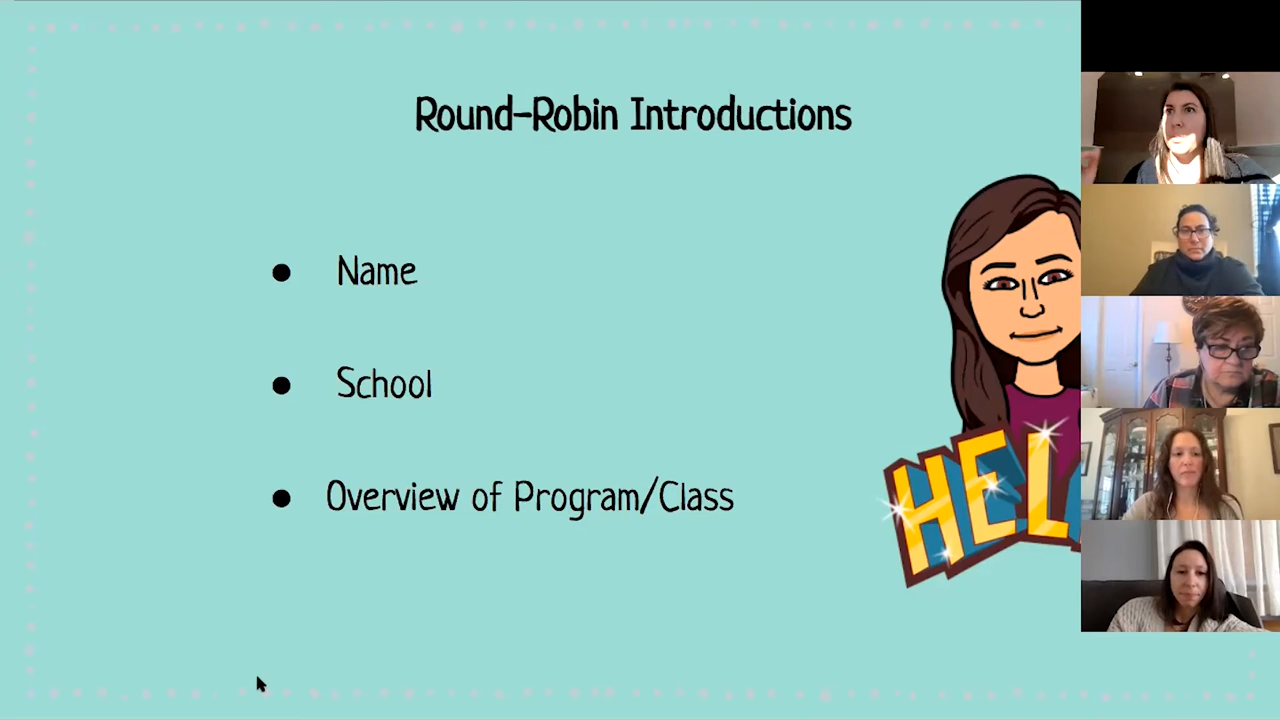 Round-Robin Introductions
● Name
● School
● Overview of Program/Class
HEL